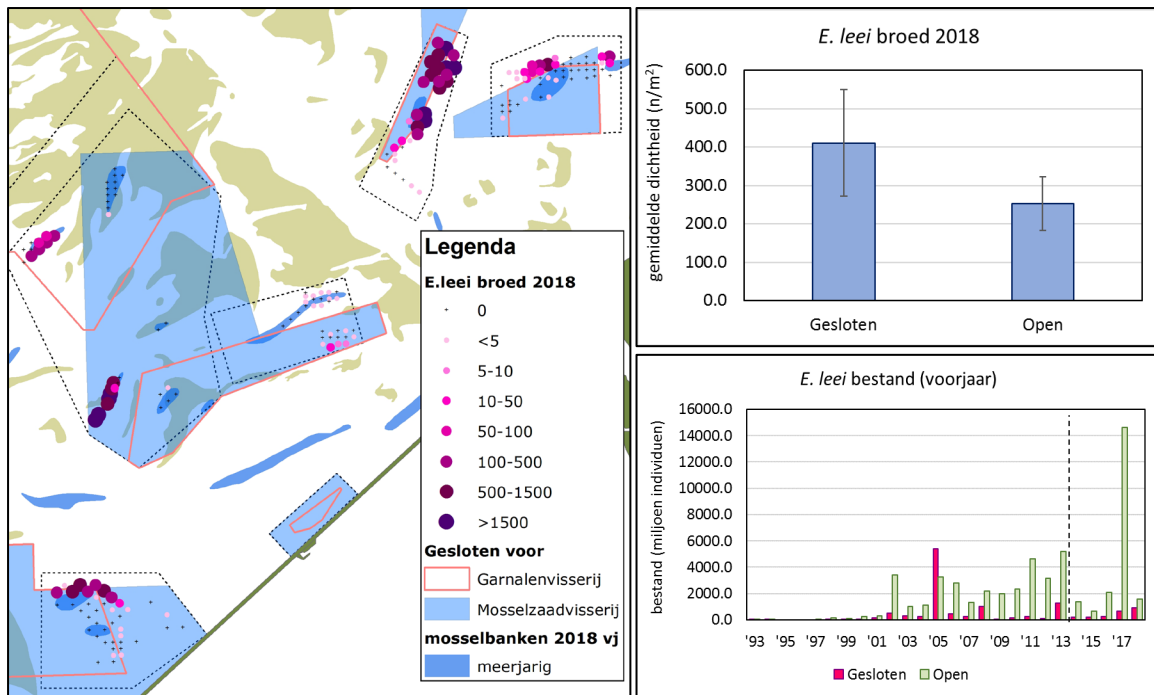 Legenda
E.leei broed 2018
0
<5
5-10
10-50
50-100
100-500
500-1500
>1500
Gesloten voor
Garnalenvisserij
Mosselzaadvisserij
mosselbanken 2018 vj
meerjarig
E. leei broed 2018
gemiddelde dichtheid (n/m²)
600.0
500.0
400.0
300.0
200.0
100.0
0.0
Gesloten Open
E. leei bestand (voorjaar)
bestand (miljoen individuen)
16000.0
14000.0
12000.0
10000.0
8000.0
6000.0
4000.0
2000.0
0.0
'93 '95 '97 '99 '01 '03 '05 '07 '09 '11 '13 '15 '17
Gesloten Open